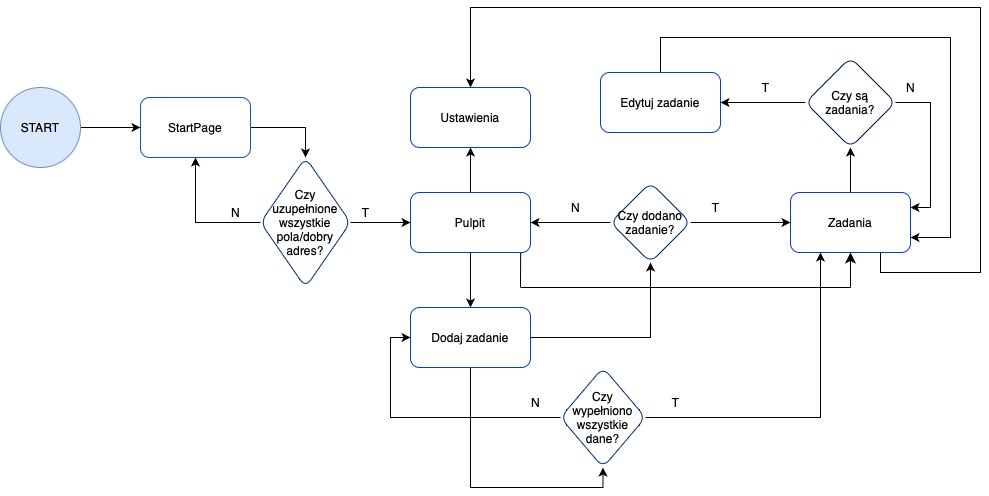 START
StartPage
Czy
uzupełnione
wszystkie
pola/dobry
adres?
N
T
Ustawienia
Pulpit
Dodaj zadanie
Czy dodano
zadanie?
N
T
Edytuj zadanie
T
Czy są
zadania?
N
Zadania
N
Czy
wypełniono
wszystkie
dane?
T